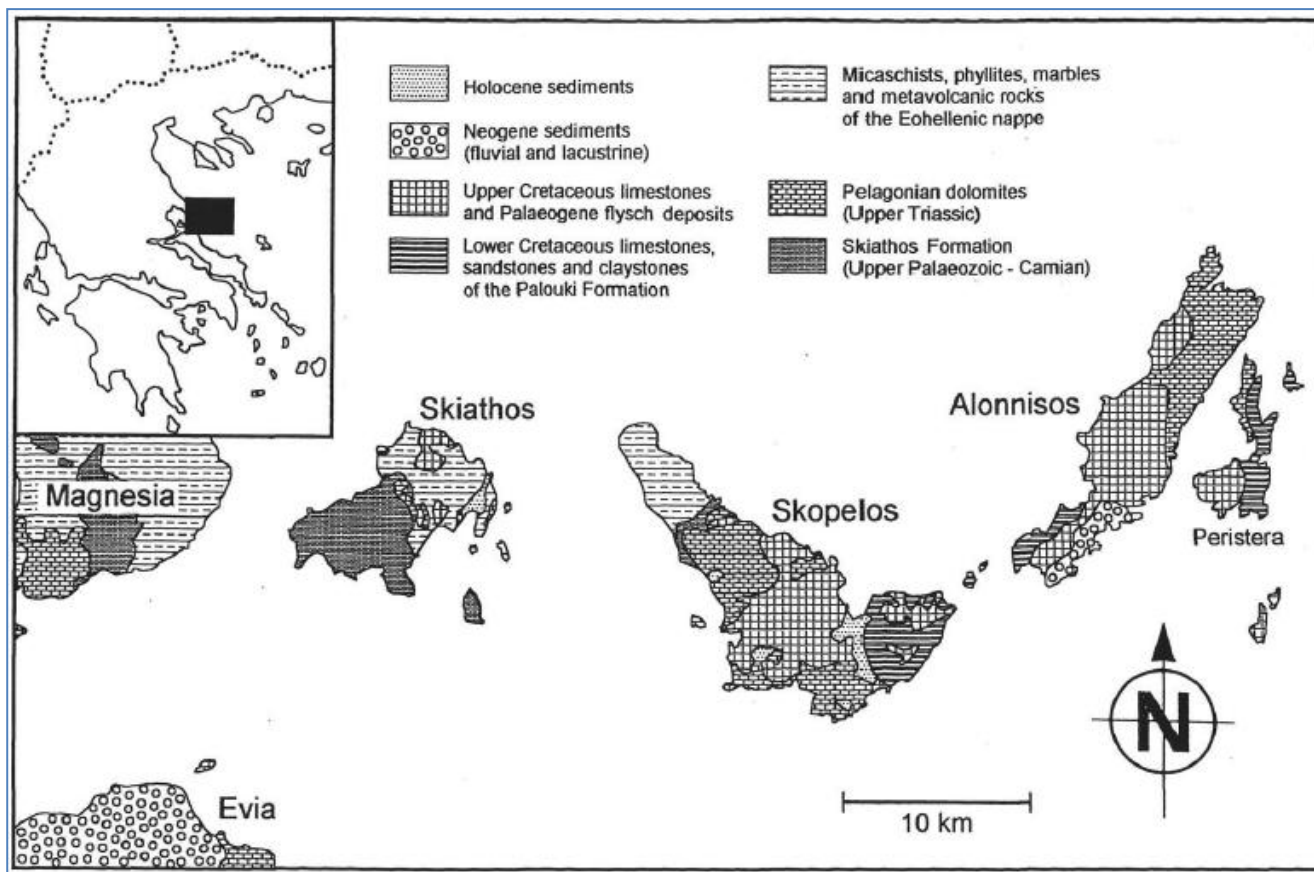 Holocene sediments
Neogene sediments
(fluvial and lacustrine)
Upper Cretaceous limestones
and Palaeogene flysch deposits
Lower Cretaceous limestones,
sandstones and claystones
of the Palouki Formation
Micaschists, phyllites, marbles
and metavolcanic rocks
of the Eohellenic nappe
Pelagonian dolomites
(Upper Triassic)
Skiathos Formation
(Upper Palaeozoic - Carnian)
Skiathos
Alonnisos
Magnesia
Skopelos
Peristera
Evia
10 km
N